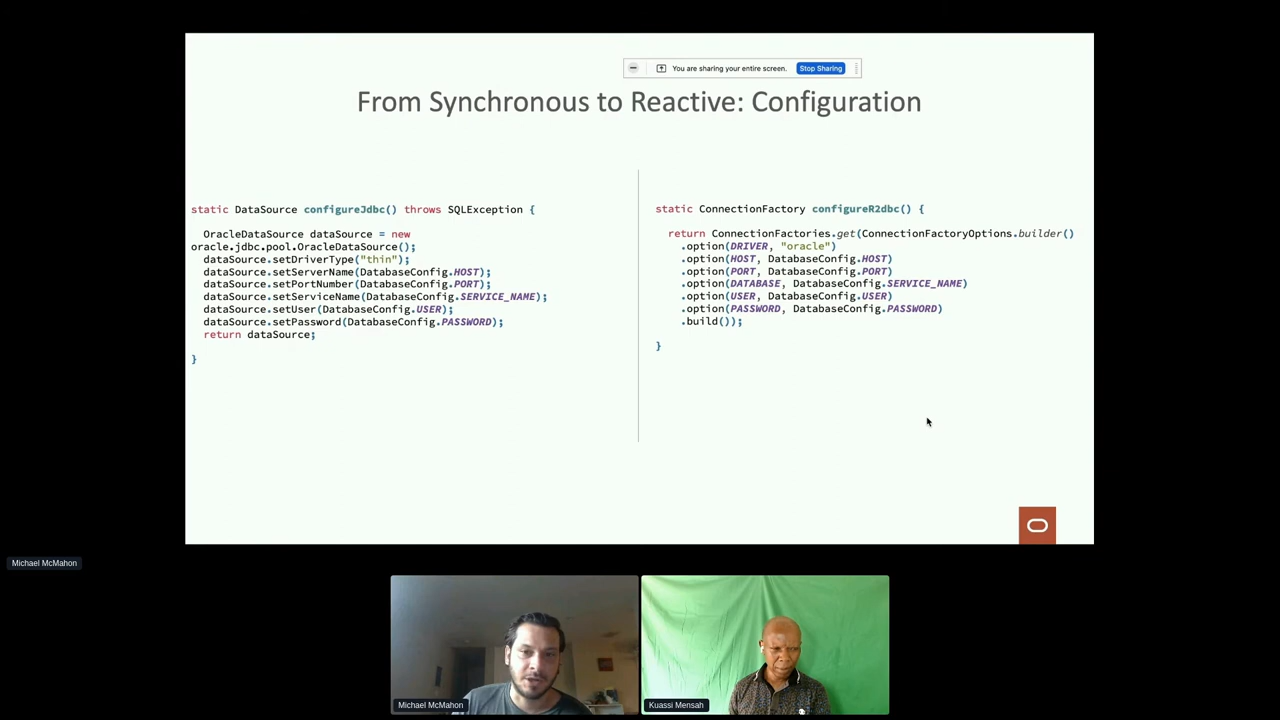 You are sharing your entire screen. Stop Sharing
From Synchronous to Reactive: Configuration
static DataSource configureJdbc() throws SQLException {
OracleDataSource dataSource = new
oracle.jdbc.pool.OracleDataSource();
dataSource.setDriverType("thin");
dataSource.setServerName(DatabaseConfig.HOST);
dataSource.setPortNumber(DatabaseConfig.PORT);
dataSource.setServiceName(DatabaseConfig.SERVICE_NAME);
dataSource.setUser(DatabaseConfig.USER);
dataSource.setPassword(DatabaseConfig.PASSWORD);
return dataSource;
}
static ConnectionFactory configureR2dbc() {
return ConnectionFactories.get(ConnectionFactoryOptions.builder()
.option(DRIVER, "oracle")
.option(HOST, DatabaseConfig.HOST)
.option(PORT, DatabaseConfig.PORT)
.option(DATABASE, DatabaseConfig.SERVICE_NAME)
.option(USER, DatabaseConfig.USER)
.option(PASSWORD, DatabaseConfig.PASSWORD)
.build());
}
Michael McMahon
Michael McMahon
Kuassi Mensah